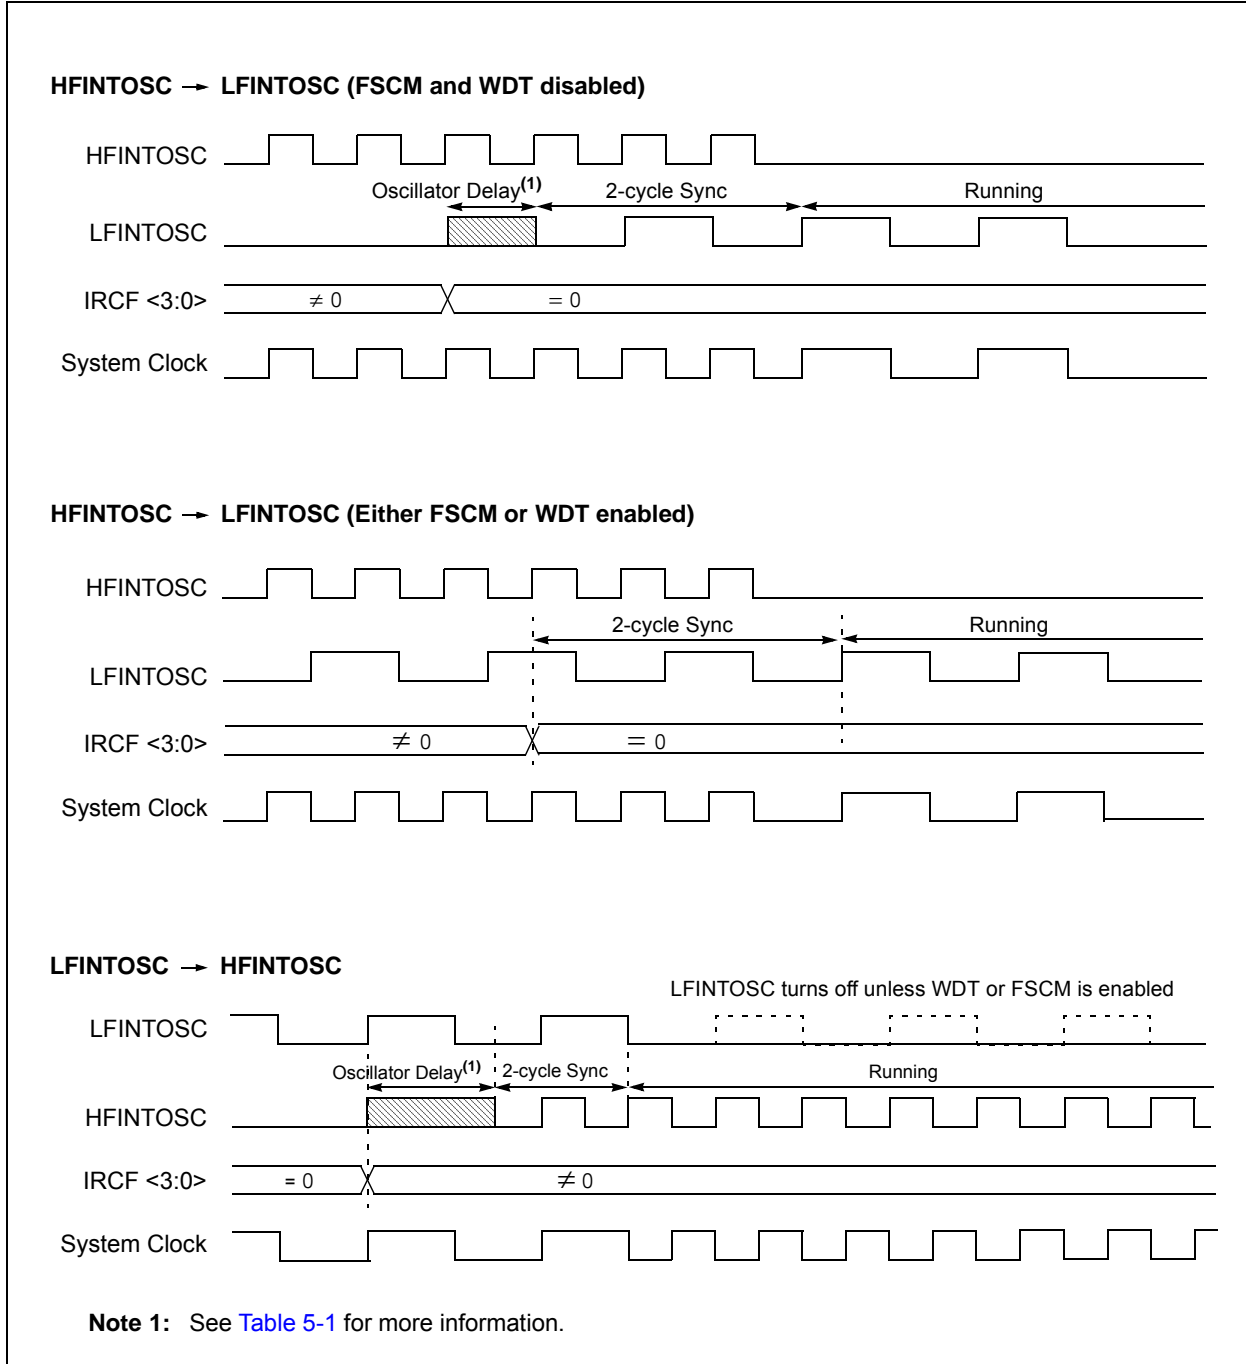 HFINTOSC → LFINTOSC (FSCM and WDT disabled)
HFINTOSC
Oscillator Delay(1) 2-cycle Sync Running
LFINTOSC
IRCF <3:0> ≠ 0 = 0
System Clock
HFINTOSC → LFINTOSC (Either FSCM or WDT enabled)
HFINTOSC
2-cycle Sync Running
LFINTOSC
IRCF <3:0> ≠ 0 = 0
System Clock
LFINTOSC → HFINTOSC
LFINTOSC turns off unless WDT or FSCM is enabled
LFINTOSC
Oscillator Delay(1) 2-cycle Sync Running
HFINTOSC
IRCF <3:0> = 0 ≠ 0
System Clock
Note 1: See Table 5-1 for more information.